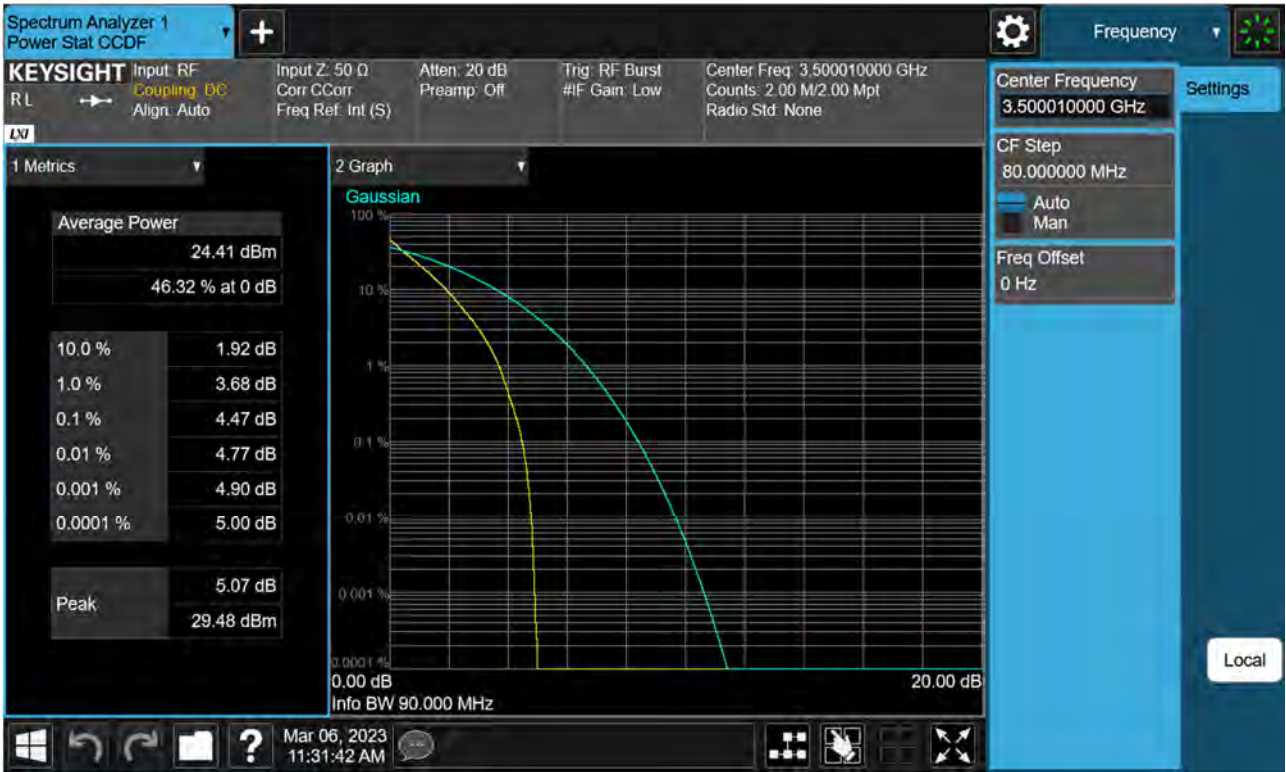 Spectrum Analyzer 1
Power Stat CCDF
+
Frequency
KEYSIGHT
R L
LXI
Input: RF
Coupling: DC
Align: Auto
Input Z: 50 Ω
Corr CCorr
Freq Ref: Int (S)
Atten: 20 dB
Preamp: Off
Trig: RF Burst
#IF Gain: Low
Center Freq: 3.500010000 GHz
Counts: 2.00 M/2.00 Mpt
Radio Std: None
Center Frequency
3.500010000 GHz
Settings
CF Step
80.000000 MHz
Auto
Man
Freq Offset
0 Hz
Local
1 Metrics
Average Power
24.41 dBm
46.32 % at 0 dB
10.0 % 1.92 dB
1.0 % 3.68 dB
0.1 % 4.47 dB
0.01 % 4.77 dB
0.001 % 4.90 dB
0.0001 % 5.00 dB
Peak
5.07 dB
29.48 dBm
2 Graph
Gaussian
100 %
10 %
1 %
0.1 %
0.01 %
0.001 %
0.0001 %
0.00 dB 20.00 dB
Info BW 90.000 MHz
?
Mar 06, 2023
11:31:42 AM